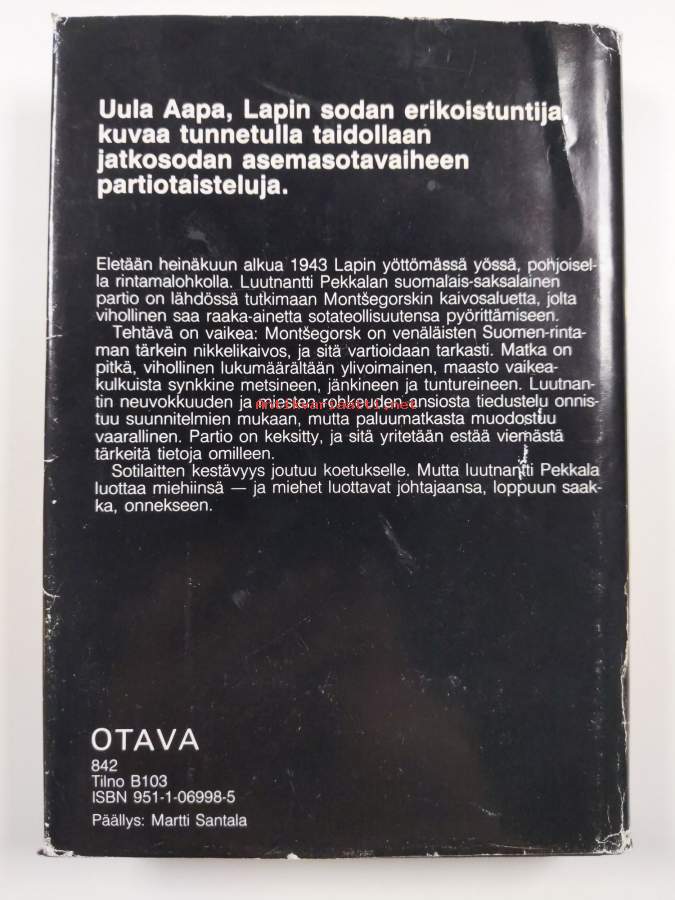 Uula Aapa, Lapin sodan erikoistuntija,
kuvaa tunnetulla taidollaan
jatkosodan asemasotavaiheen
partiotaisteluja.
Eletään heinäkuun alkua 1943 Lapin yöttömässä yössä, pohjoisel-
la rintamalohkolla. Luutnantti Pekkalan suomalais-saksalainen
partio on lähdössä tutkimaan Montšegorskin kaivosaluetta, jolta
vihollinen saa raaka-ainetta sotateollisuutensa pyörittämiseen.
Tehtävä on vaikea: Montšegorsk on venäläisten Suomen-rinta-
man tärkein nikkelikaivos, ja sitä vartioidaan tarkasti. Matka on
pitkä, vihollinen lukumäärältään ylivoimainen, maasto vaikea-
kulkuista synkkine metsineen, jänkineen ja tuntureineen. Luutnan-
tin neuvokkuuden ja miesten rohkeuden ansiosta tiedustelu onnis-
antikvariaatti.net
tuu suunnitelmien mukaan, mutta paluumatkasta muodostuu
vaarallinen. Partio on keksitty, ja sitä yritetään estää viemästä
tärkeitä tietoja omilleen.
Sotilaitten kestävyys joutuu koetukselle. Mutta luutnantti Pekkala
luottaa miehiinsä — ja miehet luottavat johtajaansa, loppuun saak-
ka, onnekseen.
OTAVA
842
Tilno B103
ISBN 951-1-06998-5
Päällys: Martti Santala